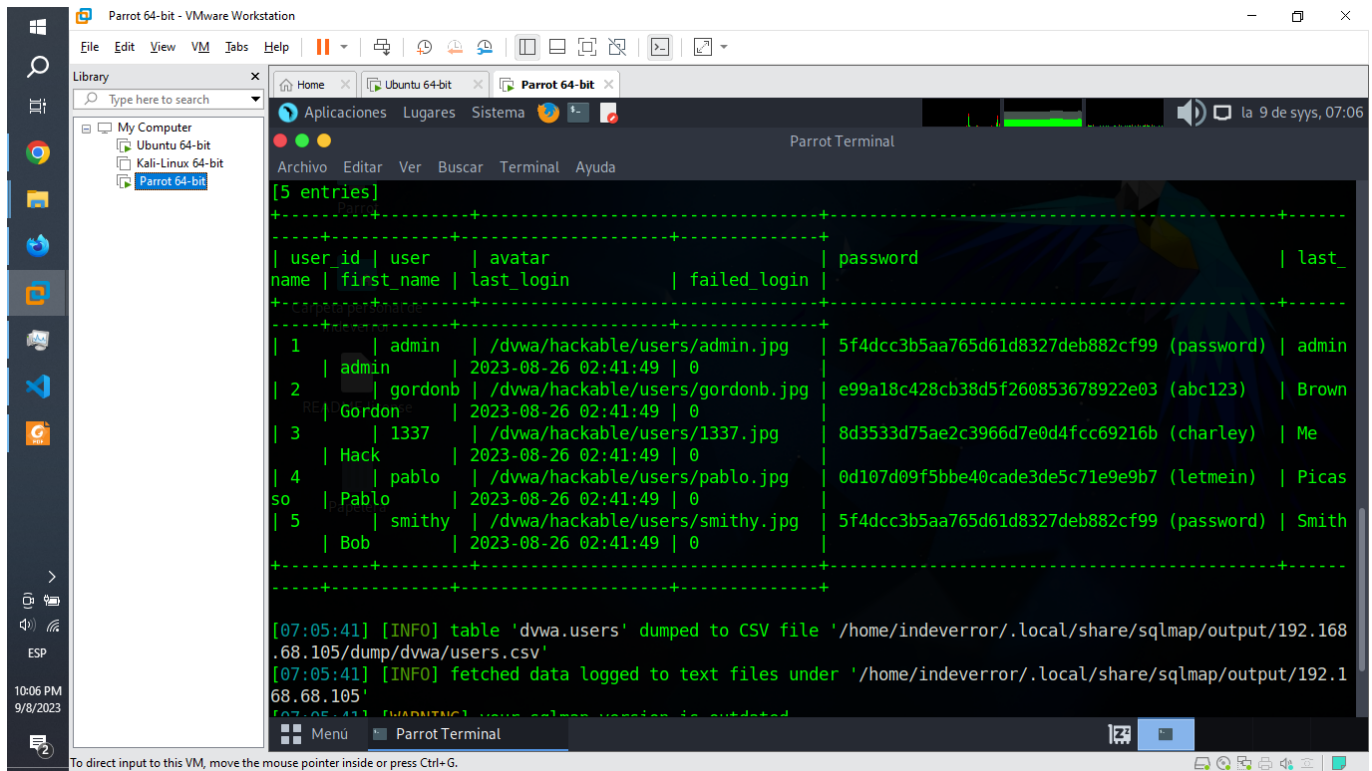 Parrot 64-bit - VMware Workstation
File Edit View VM Tabs Help
Library
Type here to search
My Computer
Ubuntu 64-bit
Kali-Linux 64-bit
Parrot 64-bit
Home Ubuntu 64-bit Parrot 64-bit
Aplicaciones Lugares Sistema la 9 de syys, 07:06
Parrot Terminal
Archivo Editar Ver Buscar Terminal Ayuda
[5 entries]
+---------+---------+----------------------------------+---------------------------------------------+------
-----+------------+---------------------+--------------+
| user_id | user | avatar | password | last_
name | first_name | last_login | failed_login |
+---------+---------+----------------------------------+---------------------------------------------+------
-----+------------+---------------------+--------------+
| 1 | admin | /dvwa/hackable/users/admin.jpg | 5f4dcc3b5aa765d61d8327deb882cf99 (password) | admin
| admin | 2023-08-26 02:41:49 | 0 |
| 2 | gordonb | /dvwa/hackable/users/gordonb.jpg | e99a18c428cb38d5f260853678922e03 (abc123) | Brown
| Gordon | 2023-08-26 02:41:49 | 0 |
| 3 | 1337 | /dvwa/hackable/users/1337.jpg | 8d3533d75ae2c3966d7e0d4fcc69216b (charley) | Me
| Hack | 2023-08-26 02:41:49 | 0 |
| 4 | pablo | /dvwa/hackable/users/pablo.jpg | 0d107d09f5bbe40cade3de5c71e9e9b7 (letmein) | Picas
so | Pablo | 2023-08-26 02:41:49 | 0 |
| 5 | smithy | /dvwa/hackable/users/smithy.jpg | 5f4dcc3b5aa765d61d8327deb882cf99 (password) | Smith
| Bob | 2023-08-26 02:41:49 | 0 |
+---------+---------+----------------------------------+---------------------------------------------+------
-----+------------+---------------------+--------------+
[07:05:41] [INFO] table 'dvwa.users' dumped to CSV file '/home/indeverror/.local/share/sqlmap/output/192.168
.68.105/dump/dvwa/users.csv'
[07:05:41] [INFO] fetched data logged to text files under '/home/indeverror/.local/share/sqlmap/output/192.1
68.68.105'
[07:05:41] [WARNING] your sqlmap version is outdated
Menú Parrot Terminal
To direct input to this VM, move the mouse pointer inside or press Ctrl+G.
ESP
10:06 PM
9/8/2023
2